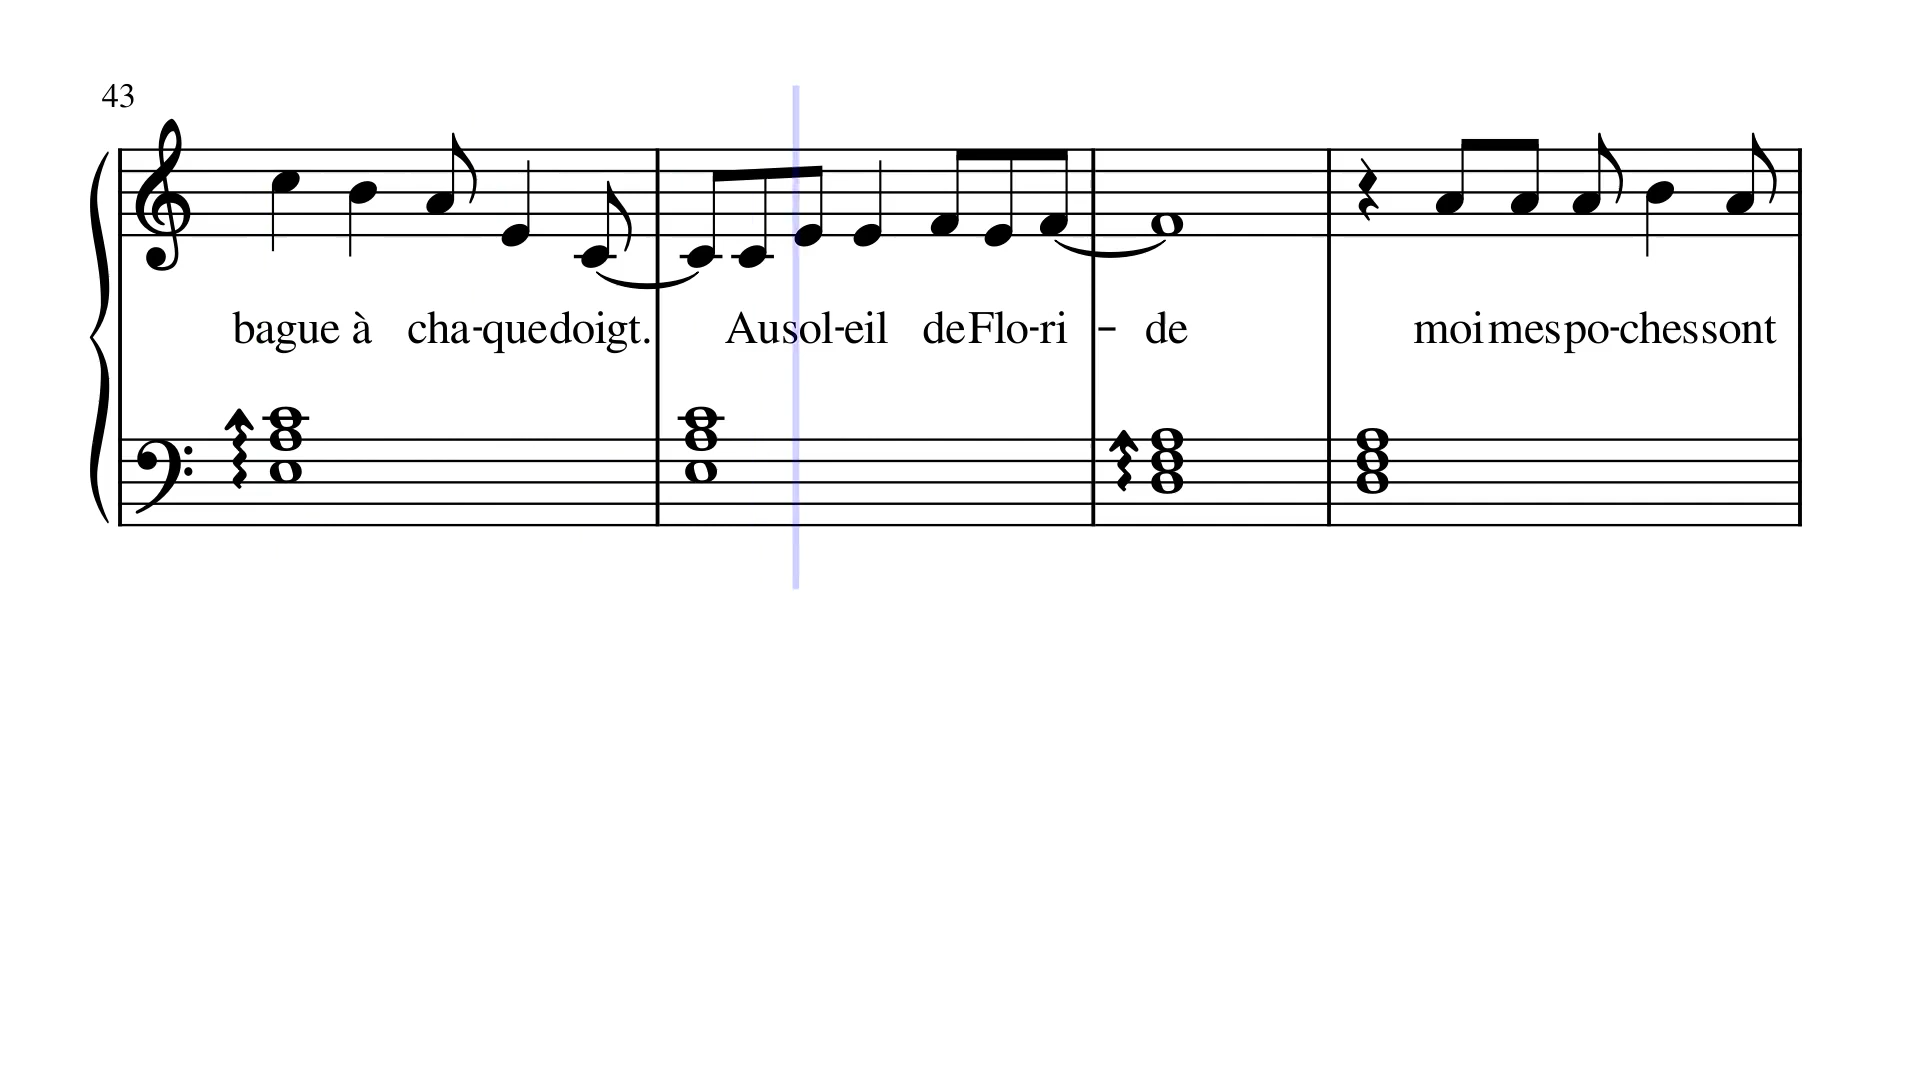 43
bague à cha-que doigt. Au sol-eil de Flo-ri - de moi mes po-ches sont